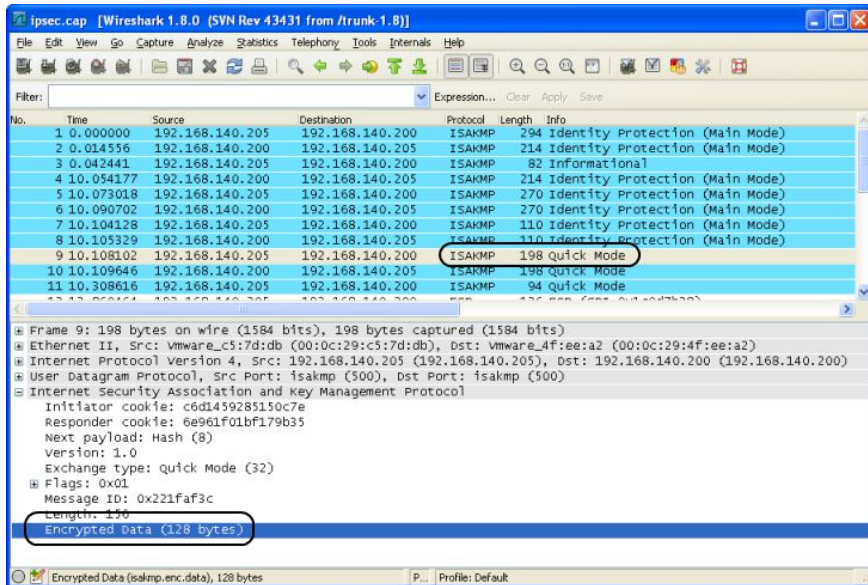 ipsec.cap [Wireshark 1.8.0 (SVN Rev 43431 from /trunk-1.8)]
File Edit View Go Capture Analyze Statistics Telephony Tools Internals Help
Filter: Expression... Clear Apply Save
No. Time Source Destination Protocol Length Info
1 0.000000 192.168.140.205 192.168.140.200 ISAKMP 294 Identity Protection (Main Mode)
2 0.014556 192.168.140.200 192.168.140.205 ISAKMP 214 Identity Protection (Main Mode)
3 0.042441 192.168.140.205 192.168.140.200 ISAKMP 82 Informational
4 10.054177 192.168.140.200 192.168.140.205 ISAKMP 214 Identity Protection (Main Mode)
5 10.073018 192.168.140.205 192.168.140.200 ISAKMP 270 Identity Protection (Main Mode)
6 10.090702 192.168.140.200 192.168.140.205 ISAKMP 270 Identity Protection (Main Mode)
7 10.104128 192.168.140.205 192.168.140.200 ISAKMP 110 Identity Protection (Main Mode)
8 10.105329 192.168.140.200 192.168.140.205 ISAKMP 110 Identity Protection (Main Mode)
9 10.108102 192.168.140.205 192.168.140.200 ISAKMP 198 Quick Mode
10 10.109646 192.168.140.200 192.168.140.205 ISAKMP 198 Quick Mode
11 10.308616 192.168.140.205 192.168.140.200 ISAKMP 94 Quick Mode
Frame 9: 198 bytes on wire (1584 bits), 198 bytes captured (1584 bits)
Ethernet II, Src: Vmware_c5:7d:db (00:0c:29:c5:7d:db), Dst: Vmware_4f:ee:a2 (00:0c:29:4f:ee:a2)
Internet Protocol Version 4, Src: 192.168.140.205 (192.168.140.205), Dst: 192.168.140.200 (192.168.140.200)
User Datagram Protocol, Src Port: isakmp (500), Dst Port: isakmp (500)
Internet Security Association and Key Management Protocol
Initiator cookie: c6d1459285150c7e
Responder cookie: 6e961f01bf179b35
Next payload: Hash (8)
Version: 1.0
Exchange type: Quick Mode (32)
Flags: 0x01
Message ID: 0x221faf3c
Length: 156
Encrypted Data (128 bytes)
Encrypted Data (isakmp.enc.data), 128 bytes P... Profile: Default